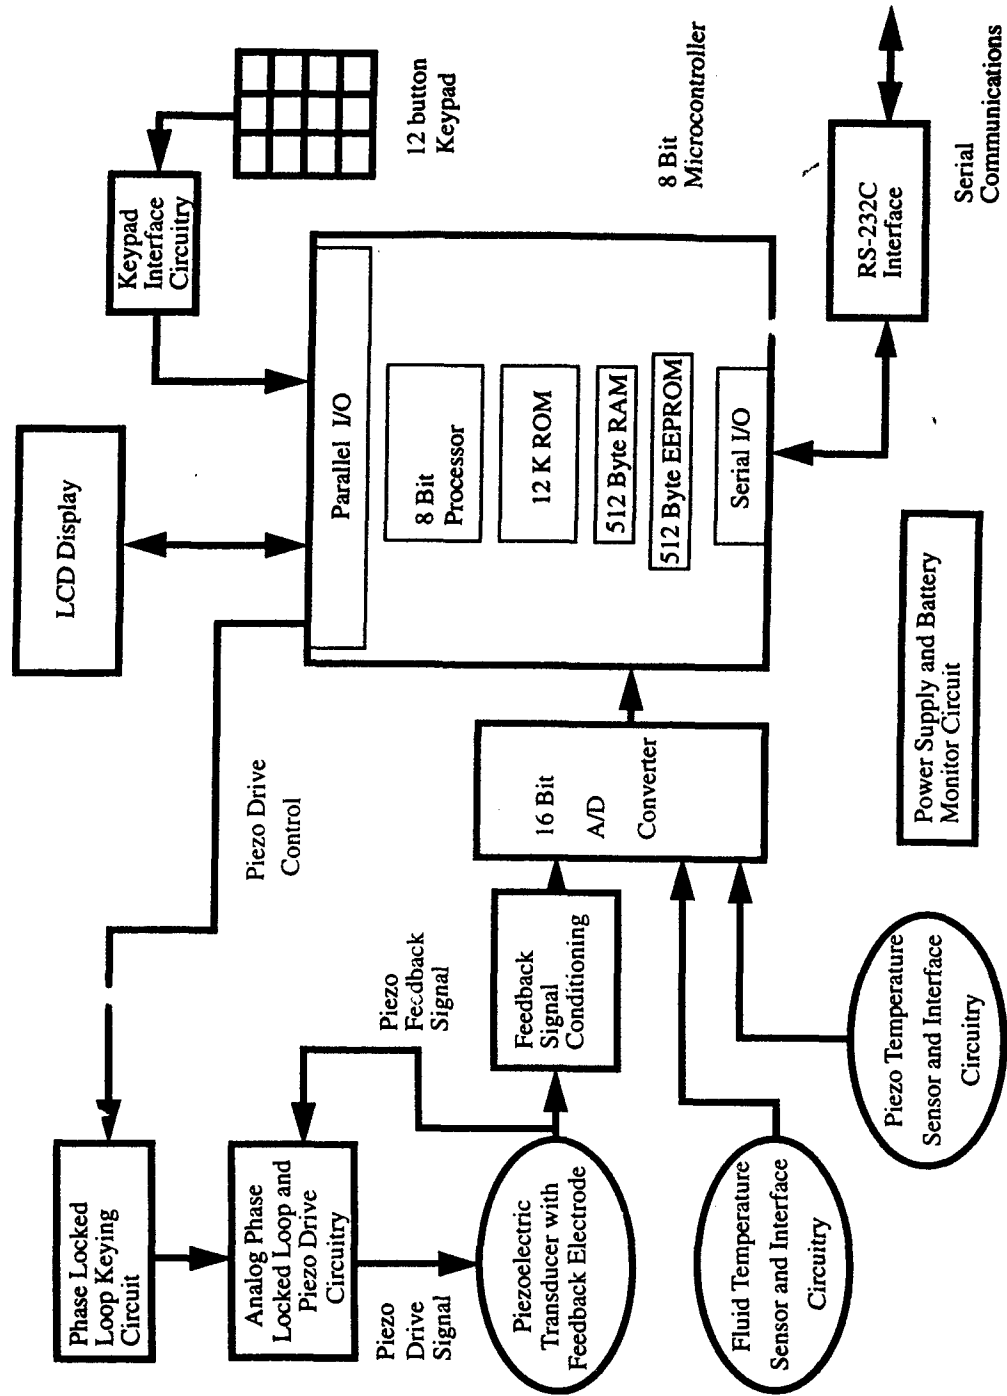 Phase Locked
Loop Keying
Circuit
Analog Phase
Locked Loop and
Piezo Drive
Circuitry
Piezo
Drive
Signal
Piezoelectric
Transducer with
Feedback Electrode
Fluid Temperature
Sensor and Interface
Circuitry
Piezo Temperature
Sensor and Interface
Circuitry
Piezo
Feedback
Signal
Feedback
Signal
Conditioning
Piezo Drive
Control
16 Bit
A/D
Converter
Power Supply and Battery
Monitor Circuit
LCD Display
Parallel I/O
8 Bit
Processor
12 K ROM
512 Byte RAM
512 Byte EEPROM
Serial I/O
Keypad
Interface
Circuitry
12 button
Keypad
8 Bit
Microcontroller
RS-232C
Interface
Serial
Communications